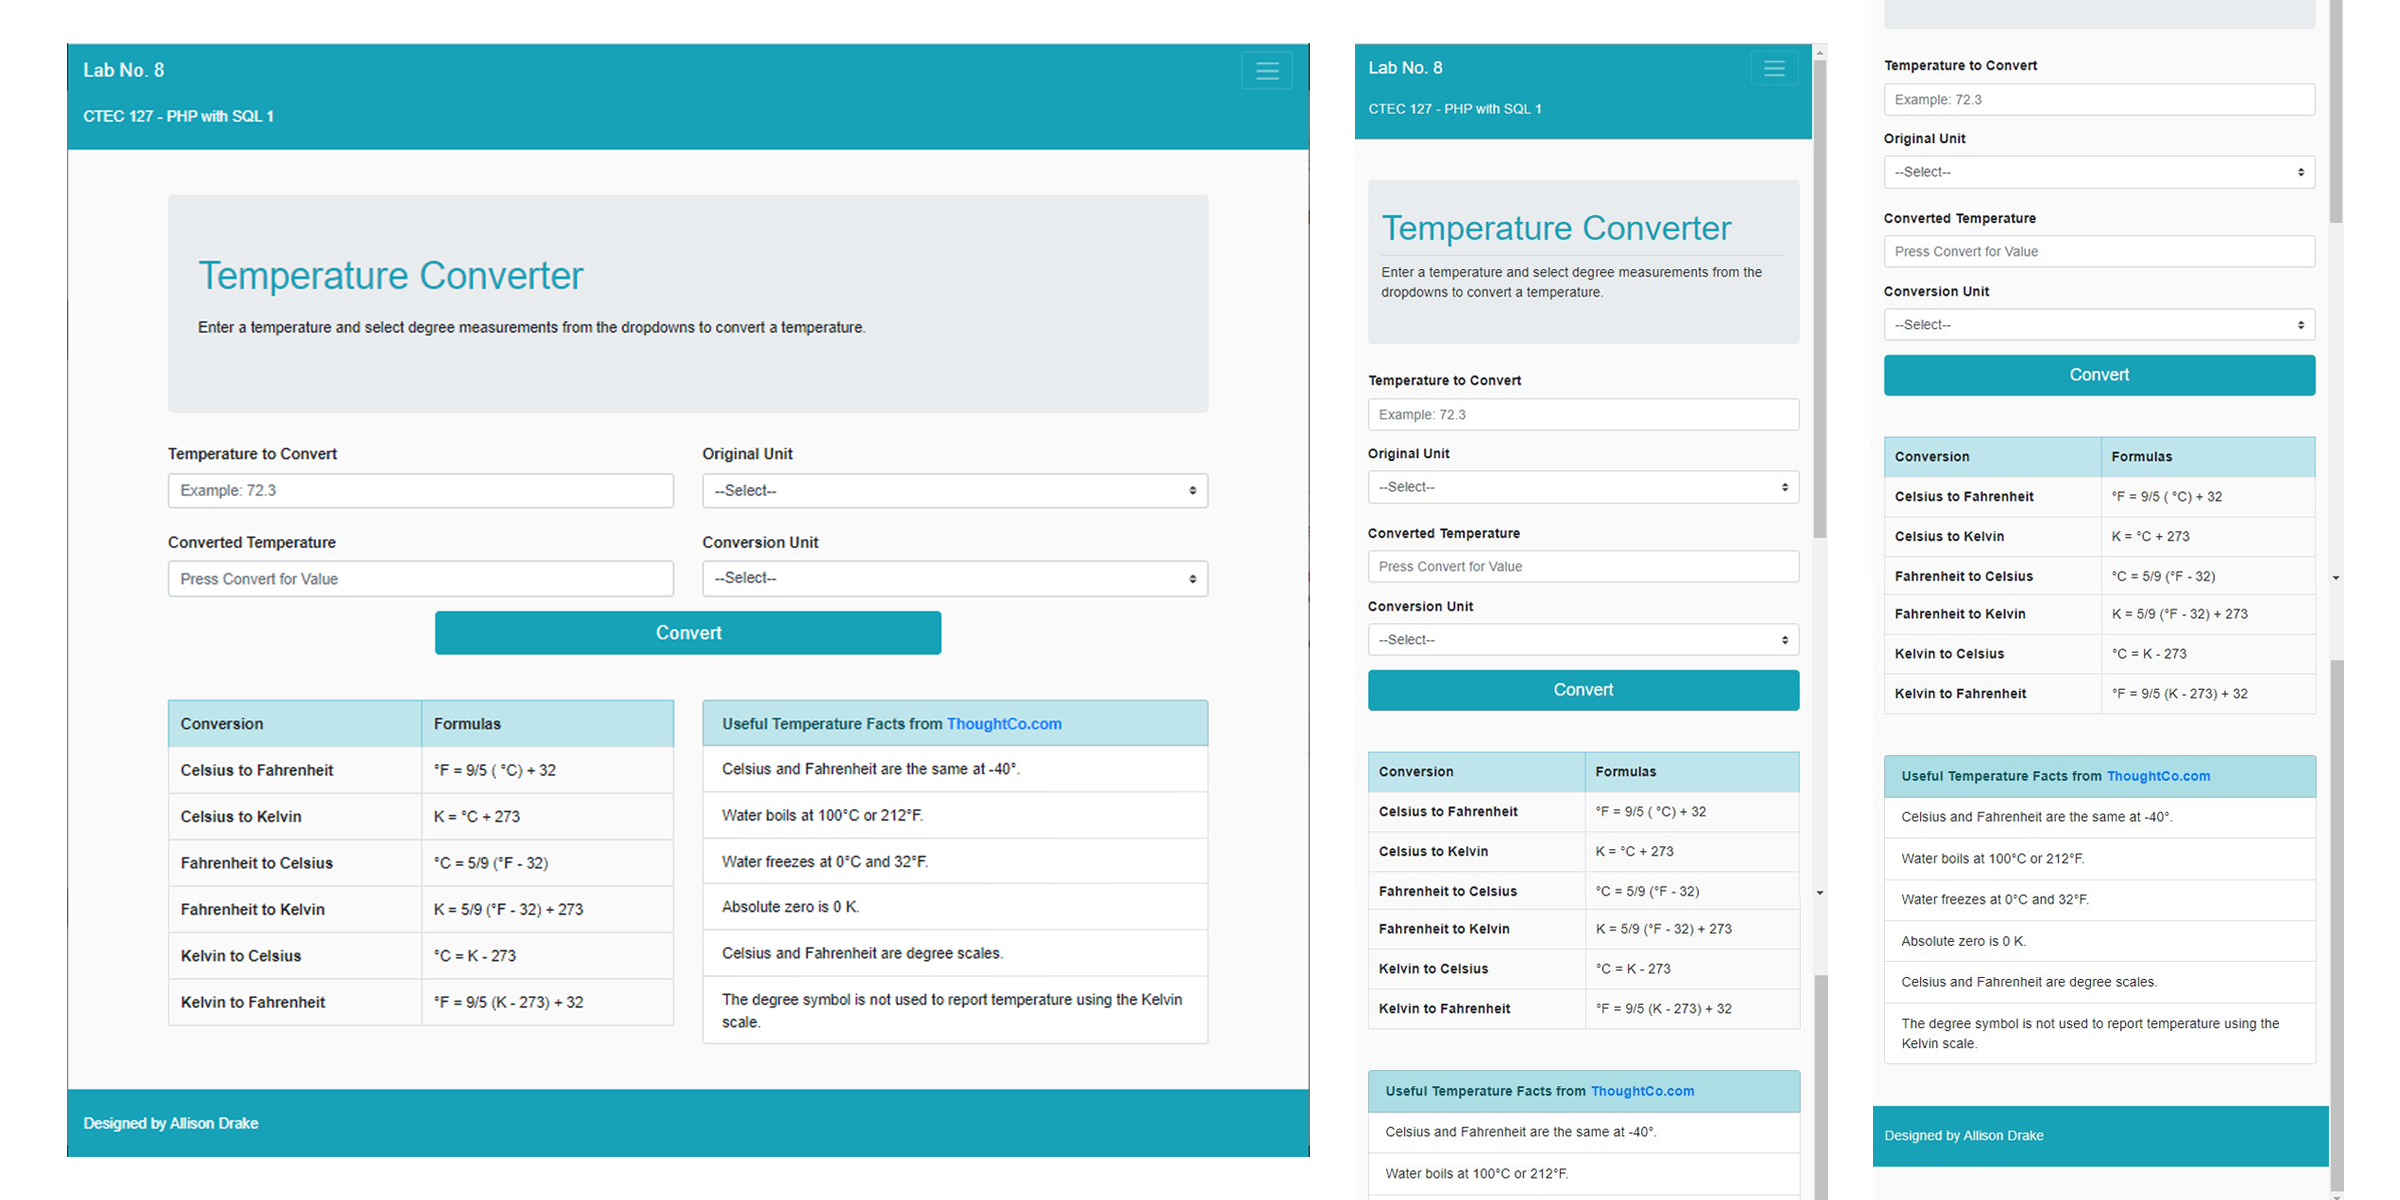 Lab No. 8
CTEC 127 - PHP with SQL 1
Temperature Converter
Enter a temperature and select degree measurements from the dropdowns to convert a temperature.
Temperature to Convert
Original Unit
Example: 72.3
--Select--
Converted Temperature
Conversion Unit
Press Convert for Value
--Select--
Convert
Conversion Formulas
Celsius to Fahrenheit °F = 9/5 ( °C) + 32
Celsius to Kelvin K = °C + 273
Fahrenheit to Celsius °C = 5/9 (°F - 32)
Fahrenheit to Kelvin K = 5/9 (°F - 32) + 273
Kelvin to Celsius °C = K - 273
Kelvin to Fahrenheit °F = 9/5 (K - 273) + 32
Useful Temperature Facts from ThoughtCo.com
Celsius and Fahrenheit are the same at -40°.
Water boils at 100°C or 212°F.
Water freezes at 0°C and 32°F.
Absolute zero is 0 K.
Celsius and Fahrenheit are degree scales.
The degree symbol is not used to report temperature using the Kelvin
scale.
Designed by Allison Drake
Lab No. 8
CTEC 127 - PHP with SQL 1
Temperature Converter
Enter a temperature and select degree measurements from the
dropdowns to convert a temperature.
Temperature to Convert
Example: 72.3
Original Unit
--Select--
Converted Temperature
Press Convert for Value
Conversion Unit
--Select--
Convert
Conversion Formulas
Celsius to Fahrenheit °F = 9/5 ( °C) + 32
Celsius to Kelvin K = °C + 273
Fahrenheit to Celsius °C = 5/9 (°F - 32)
Fahrenheit to Kelvin K = 5/9 (°F - 32) + 273
Kelvin to Celsius °C = K - 273
Kelvin to Fahrenheit °F = 9/5 (K - 273) + 32
Useful Temperature Facts from ThoughtCo.com
Celsius and Fahrenheit are the same at -40°.
Water boils at 100°C or 212°F.
Temperature to Convert
Example: 72.3
Original Unit
--Select--
Converted Temperature
Press Convert for Value
Conversion Unit
--Select--
Convert
Conversion Formulas
Celsius to Fahrenheit °F = 9/5 ( °C) + 32
Celsius to Kelvin K = °C + 273
Fahrenheit to Celsius °C = 5/9 (°F - 32)
Fahrenheit to Kelvin K = 5/9 (°F - 32) + 273
Kelvin to Celsius °C = K - 273
Kelvin to Fahrenheit °F = 9/5 (K - 273) + 32
Useful Temperature Facts from ThoughtCo.com
Celsius and Fahrenheit are the same at -40°.
Water boils at 100°C or 212°F.
Water freezes at 0°C and 32°F.
Absolute zero is 0 K.
Celsius and Fahrenheit are degree scales.
The degree symbol is not used to report temperature using the
Kelvin scale.
Designed by Allison Drake